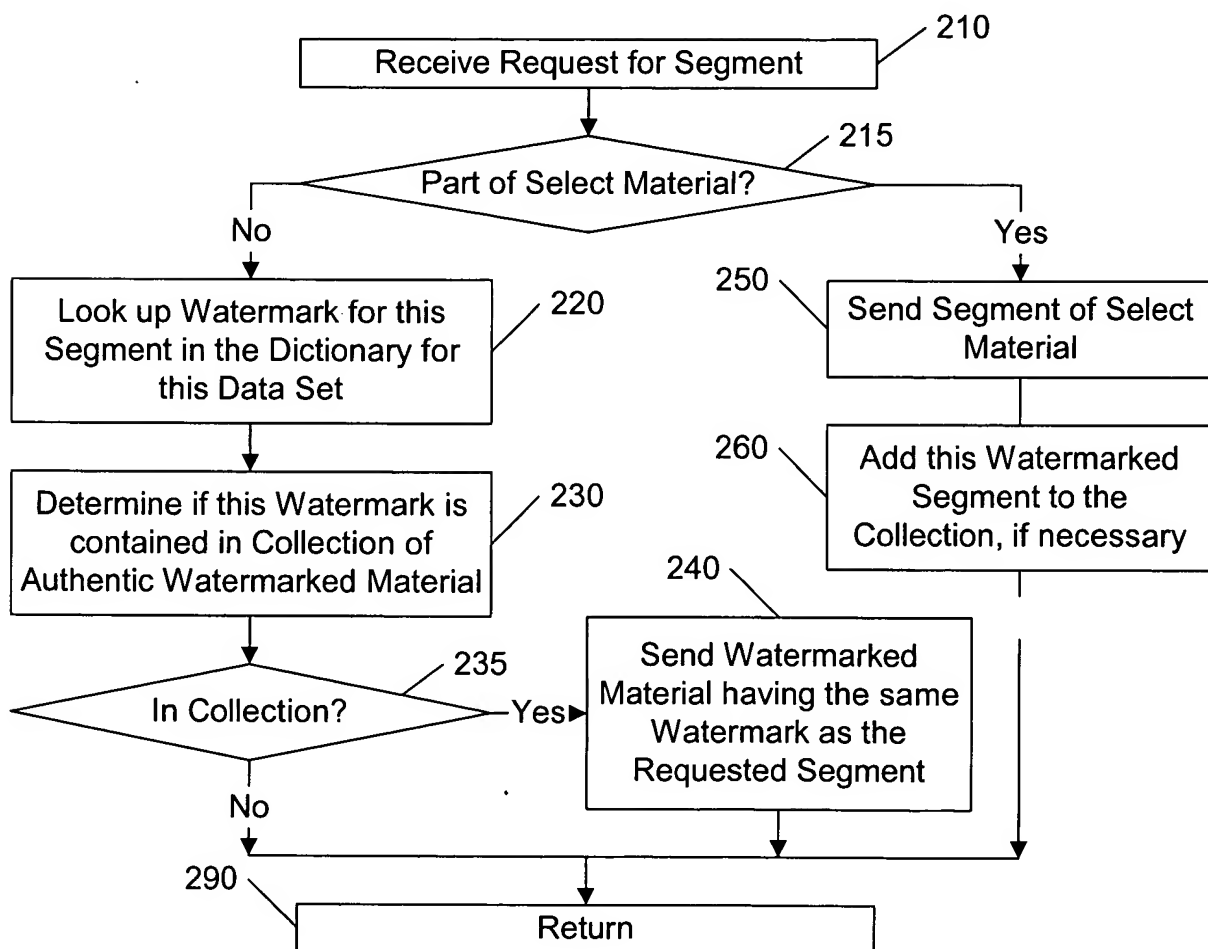 210
Receive Request for Segment
215
Part of Select Material?
No
Yes
220
Look up Watermark for this
Segment in the Dictionary for
this Data Set
250
Send Segment of Select
Material
230
Determine if this Watermark is
contained in Collection of
Authentic Watermarked Material
260
Add this Watermarked
Segment to the
Collection, if necessary
235
In Collection?
Yes
240
Send Watermarked
Material having the same
Watermark as the
Requested Segment
No
290
Return